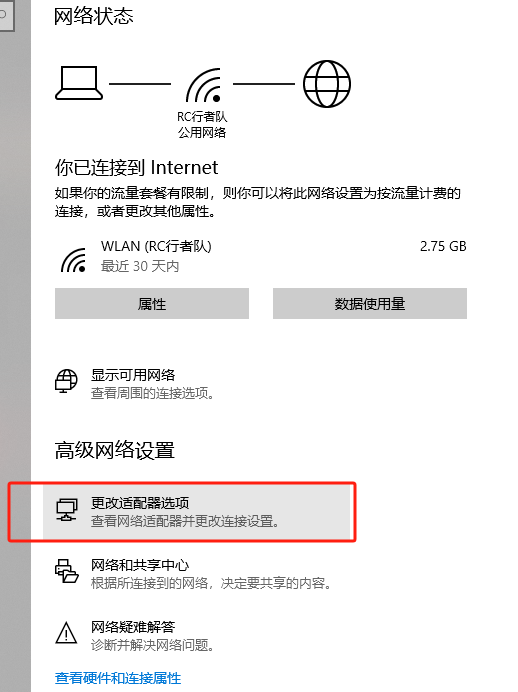 网络状态
RC行者队
公用网络
你已连接到 Internet
如果你的流量套餐有限制，则你可以将此网络设置为按流量计费的
连接，或者更改其他属性。
WLAN (RC行者队)
2.75 GB
最近 30 天内
属性
数据使用量
显示可用网络
查看周围的连接选项。
高级网络设置
更改适配器选项
查看网络适配器并更改连接设置。
网络和共享中心
根据所连接到的网络，决定要共享的内容。
网络疑难解答
诊断并解决网络问题。
查看硬件和连接属性